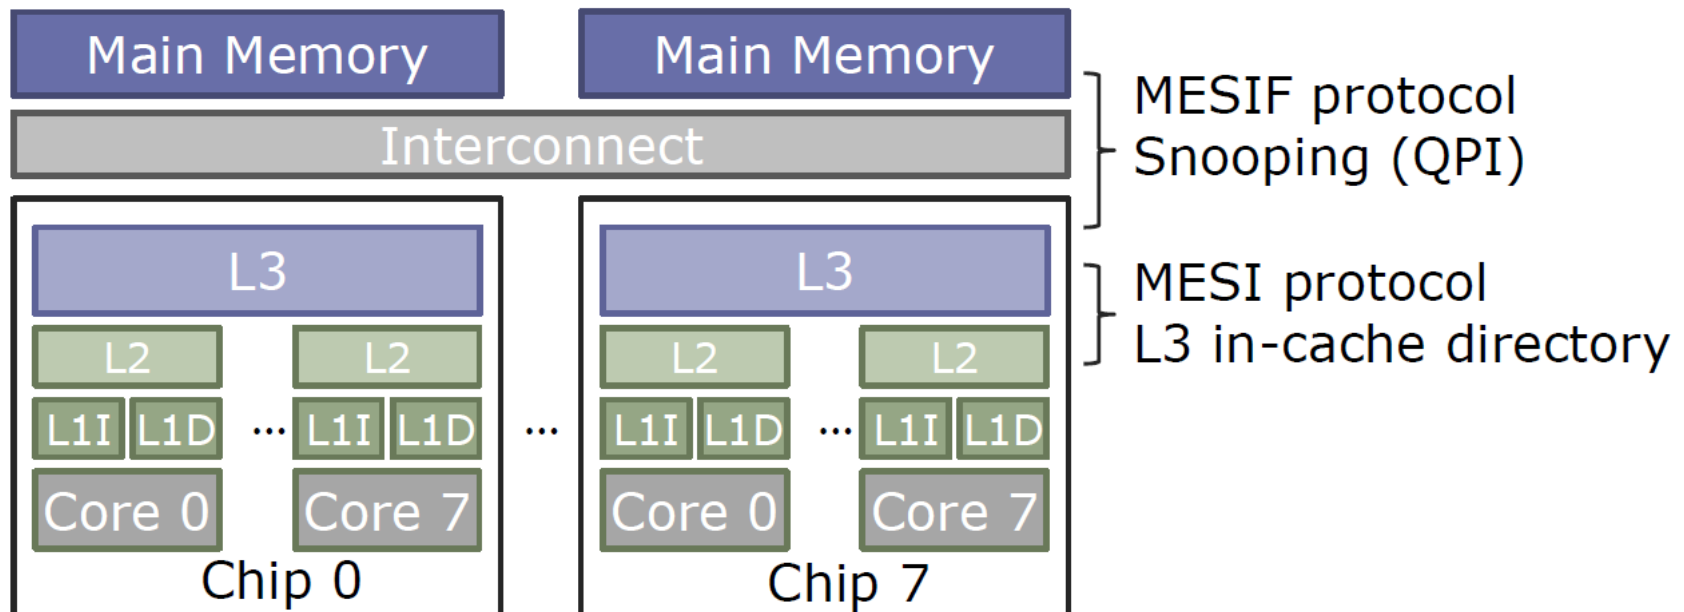 Main Memory
Main Memory
MESIF protocol
Snooping (QPI)
Interconnect
L3
L3
MESI protocol
L3 in-cache directory
L2
L2
L2
L2
L1I
L1D
...
L1I
L1D
...
L1I
L1D
...
L1I
L1D
Core 0
Core 7
Core 0
Core 7
Chip 0
Chip 7